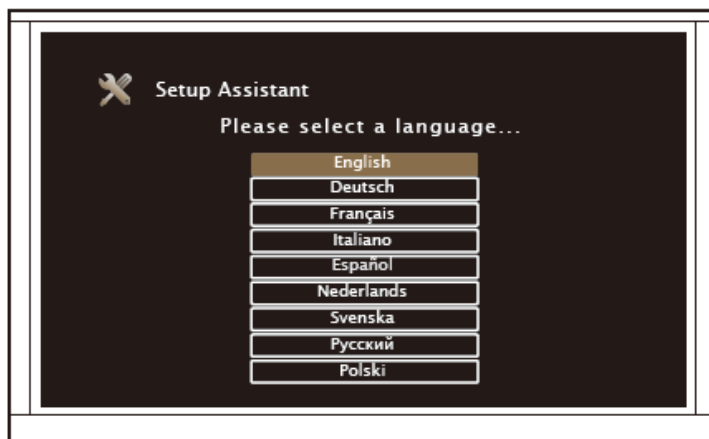 Setup Assistant
Please select a language...
English
Deutsch
Français
Italiano
Español
Nederlands
Svenska
Русский
Polski